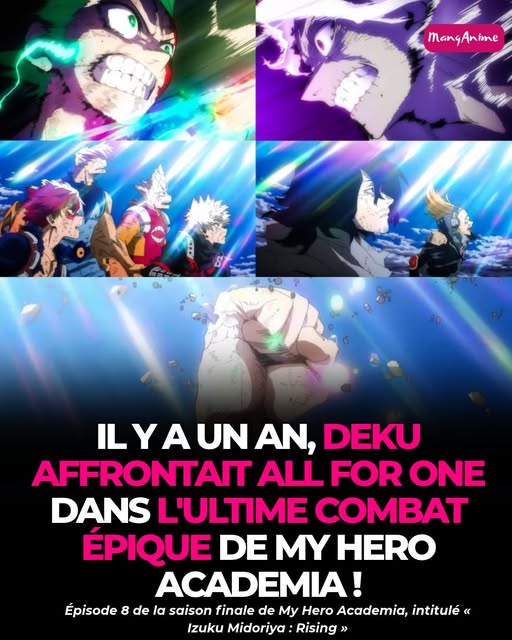 MangAnime
IL Y A UN AN, DEKU
AFFRONTAIT ALL FOR ONE
DANS L'ULTIME COMBAT
ÉPIQUE DE MY HERO
ACADEMIA !
Épisode 8 de la saison finale de My Hero Academia, intitulé «
Izuku Midoriya : Rising »